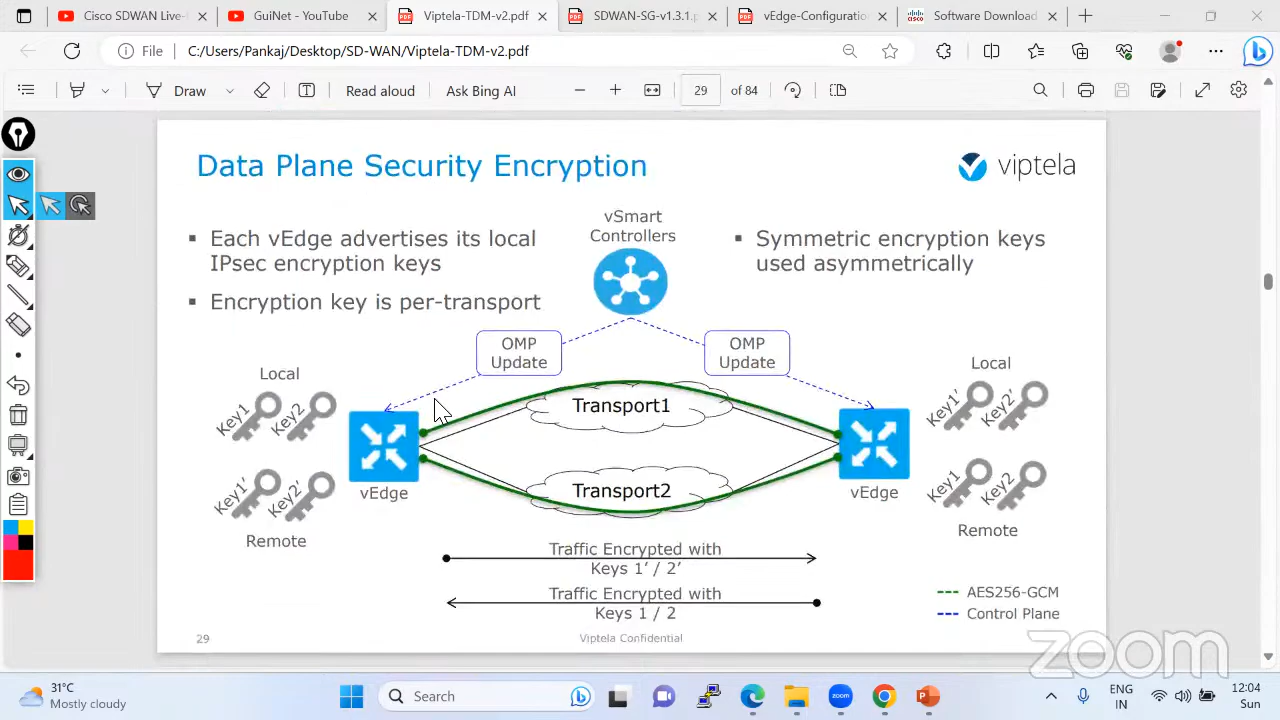 Cisco SDWAN Live-
GuiNet - YouTube
Viptela-TDM-v2.pdf
SDWAN-SG-v1.3.1.p
vEdge-Configuratio
Software Download
File
C:/Users/Pankaj/Desktop/SD-WAN/Viptela-TDM-v2.pdf
Draw
Read aloud
Ask Bing AI
29
of 84
Data Plane Security Encryption
viptela
▪ Each vEdge advertises its local
IPsec encryption keys
▪ Encryption key is per-transport
vSmart
Controllers
▪ Symmetric encryption keys
used asymmetrically
OMP
Update
OMP
Update
Local
Key1
Key2
Key1′
Key2′
Remote
vEdge
Transport1
Transport2
vEdge
Local
Key1′
Key2′
Key1
Key2
Remote
Traffic Encrypted with
Keys 1′ / 2′
Traffic Encrypted with
Keys 1 / 2
AES256-GCM
Control Plane
29
Viptela Confidential
zoom
31°C
Mostly cloudy
Search
zoom
ENG
IN
12:04
Sun